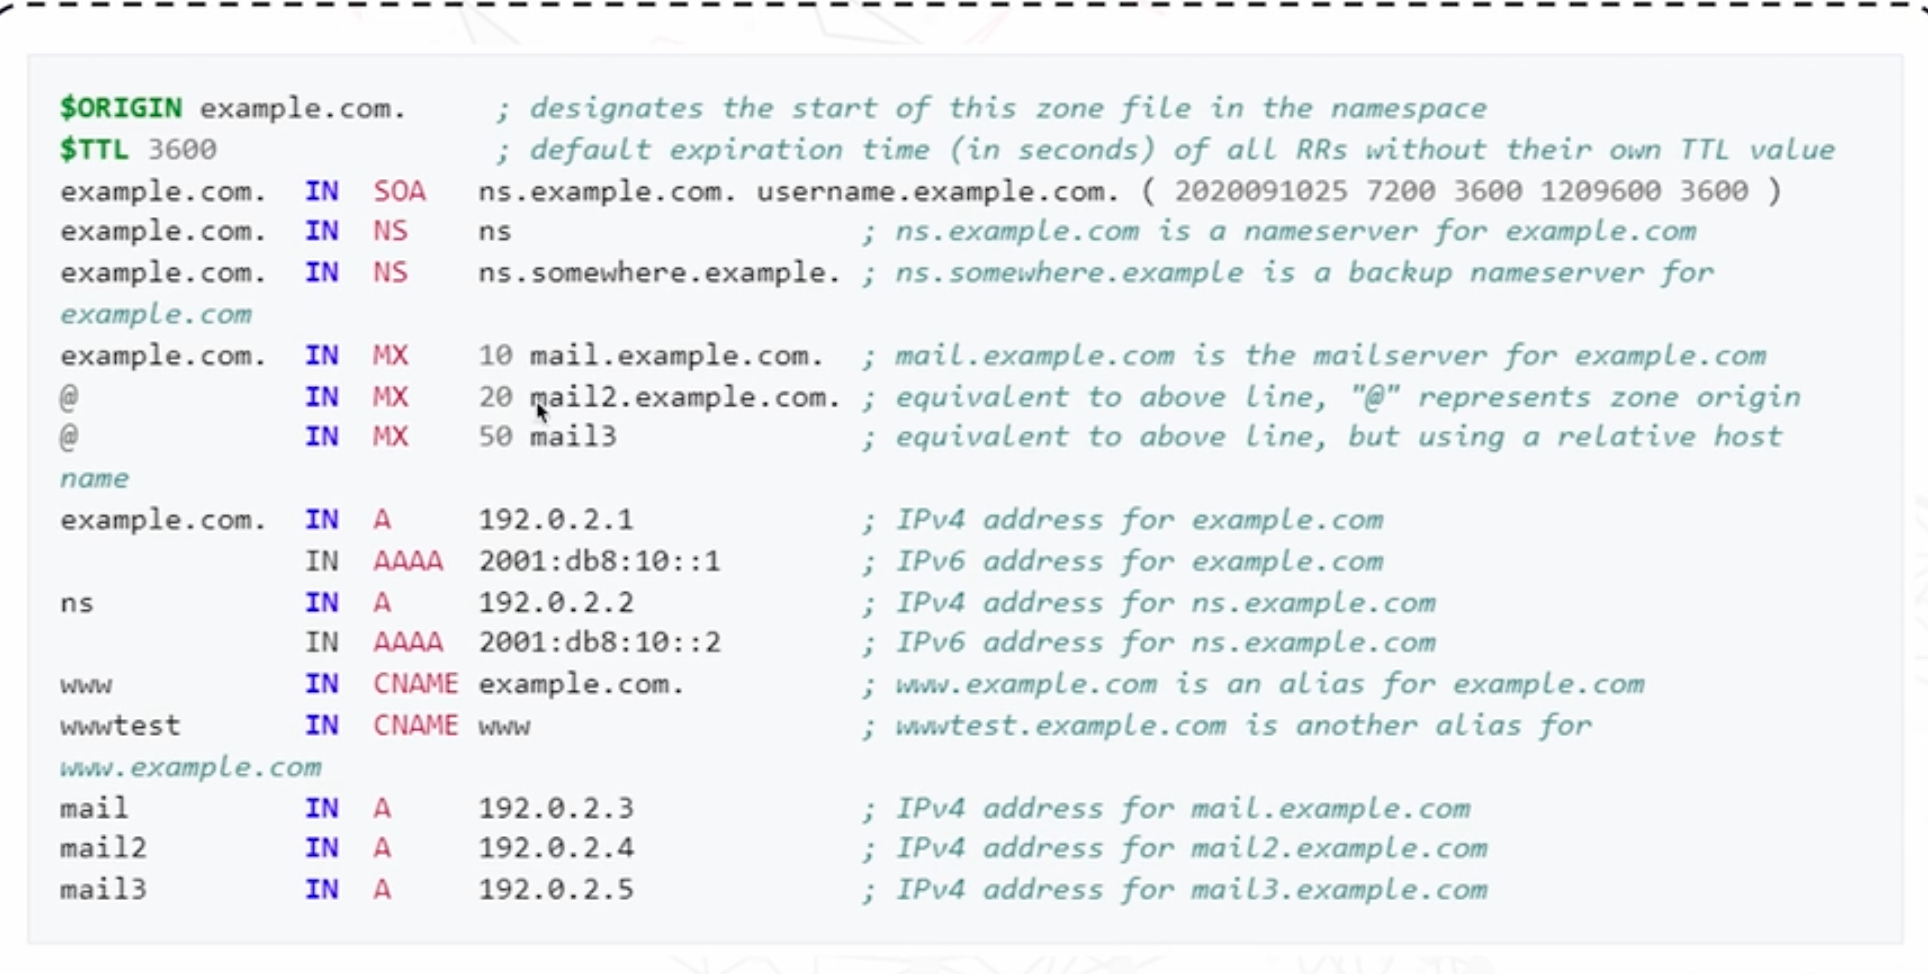 $ORIGIN example.com.     ; designates the start of this zone file in the namespace
$TTL 3600                ; default expiration time (in seconds) of all RRs without their own TTL value
example.com.  IN  SOA   ns.example.com. username.example.com. ( 2020091025 7200 3600 1209600 3600 )
example.com.  IN  NS    ns                    ; ns.example.com is a nameserver for example.com
example.com.  IN  NS    ns.somewhere.example. ; ns.somewhere.example is a backup nameserver for
example.com
example.com.  IN  MX    10 mail.example.com.  ; mail.example.com is the mailserver for example.com
@             IN  MX    20 mail2.example.com. ; equivalent to above line, "@" represents zone origin
@             IN  MX    50 mail3              ; equivalent to above line, but using a relative host
name
example.com.  IN  A     192.0.2.1             ; IPv4 address for example.com
              IN  AAAA  2001:db8:10::1        ; IPv6 address for example.com
ns            IN  A     192.0.2.2             ; IPv4 address for ns.example.com
              IN  AAAA  2001:db8:10::2        ; IPv6 address for ns.example.com
www           IN  CNAME example.com.          ; www.example.com is an alias for example.com
wwwtest       IN  CNAME www                   ; wwwtest.example.com is another alias for
www.example.com
mail          IN  A     192.0.2.3             ; IPv4 address for mail.example.com
mail2         IN  A     192.0.2.4             ; IPv4 address for mail2.example.com
mail3         IN  A     192.0.2.5             ; IPv4 address for mail3.example.com